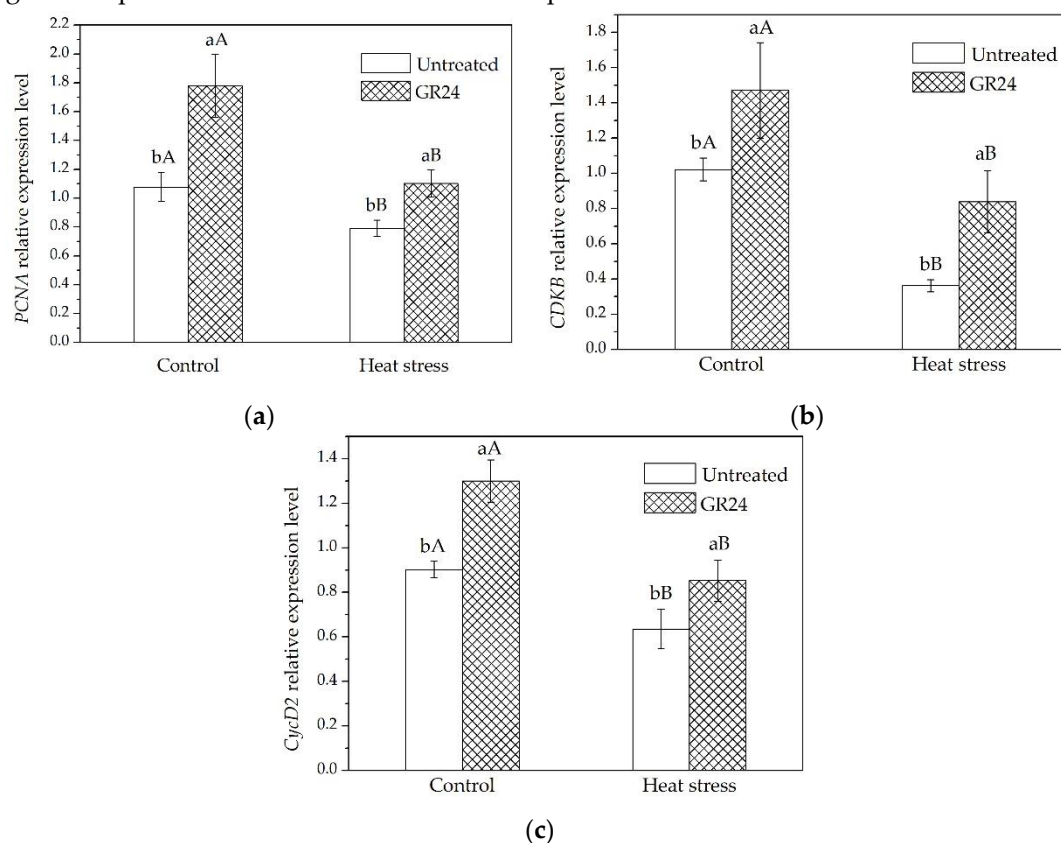 2.2
2.0
1.8
1.6
1.4
1.2
1.0
0.8
0.6
0.4
0.2
0.0
PCNA relative expression level
bA
aA
bB
aB
Untreated
GR24
Control
Heat stress
(a)
1.8
1.6
1.4
1.2
1.0
0.8
0.6
0.4
0.2
0.0
CDKB relative expression level
bA
aA
bB
aB
Untreated
GR24
Control
Heat stress
(b)
1.4
1.2
1.0
0.8
0.6
0.4
0.2
0.0
CycD2 relative expression level
bA
aA
bB
aB
Untreated
GR24
Control
Heat stress
(c)